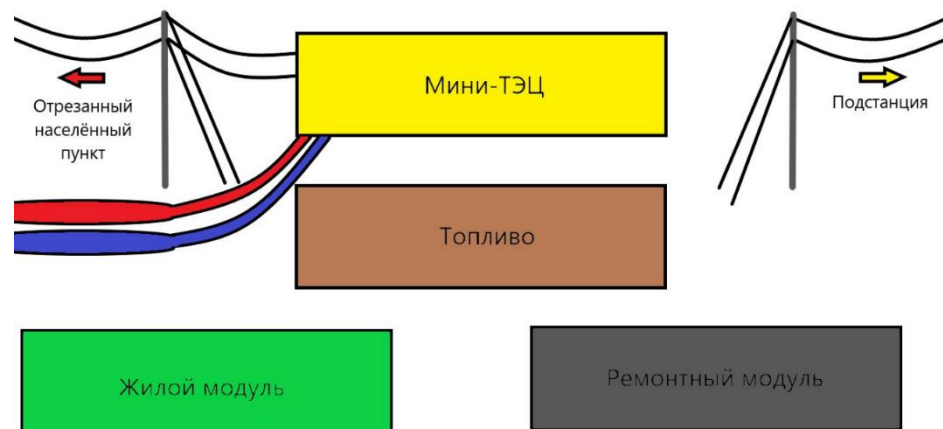 Мини-ТЭЦ
Отрезанный
населённый
пункт
Подстанция
Топливо
Жилой модуль
Ремонтный модуль